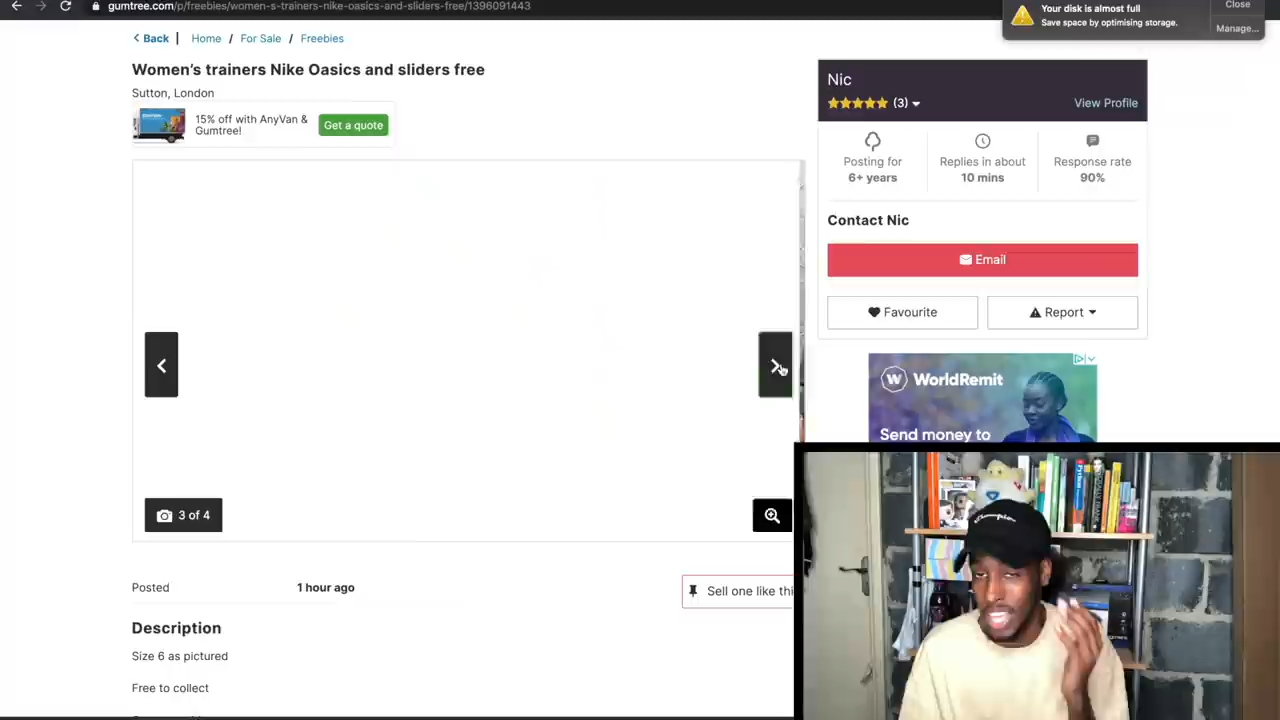 gumtree.com/p/freebies/women-s-trainers-nike-oasics-and-sliders-free/1396091443
Your disk is almost full
Save space by optimising storage.
Close
Manage...
Back | Home / For Sale / Freebies
Women's trainers Nike Oasics and sliders free
Sutton, London
15% off with AnyVan &
Gumtree!
Get a quote
3 of 4
Posted 1 hour ago
Sell one like thi
Description
Size 6 as pictured
Free to collect
Nic
(3)
View Profile
Posting for
6+ years
Replies in about
10 mins
Response rate
90%
Contact Nic
Email
Favourite
Report
W WorldRemit
Send money to
Champion